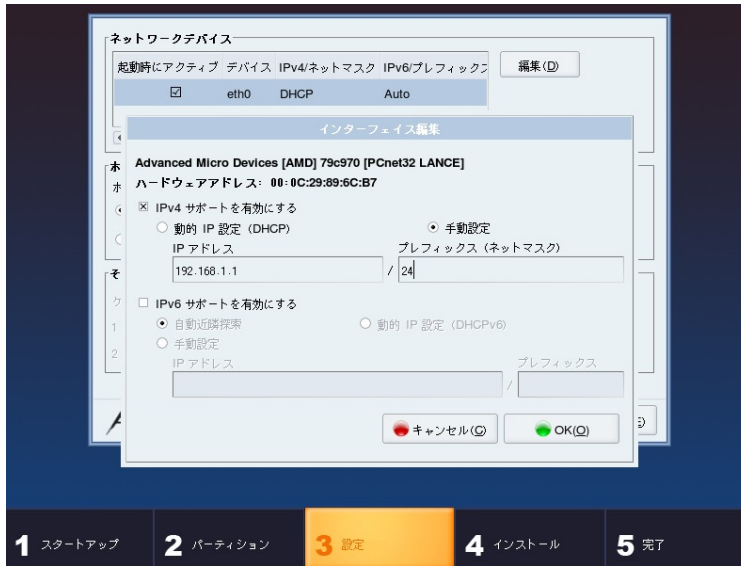 ネットワークデバイス
起動時にアクティブ デバイス IPv4/ネットマスク IPv6/プレフィックス
編集(D)
eth0 DHCP Auto
インターフェイス編集
Advanced Micro Devices [AMD] 79c970 [PCnet32 LANCE]
ハードウェアアドレス: 00:0C:29:89:6C:B7
IPv4 サポートを有効にする
動的 IP 設定 (DHCP) 手動設定
IP アドレス プレフィックス (ネットマスク)
192.168.1.1 / 24
IPv6 サポートを有効にする
自動近隣探索 動的 IP 設定 (DHCPv6)
手動設定
IP アドレス プレフィックス
/
キャンセル(C) OK(O)
1 スタートアップ 2 パーティション 3 設定 4 インストール 5 完了